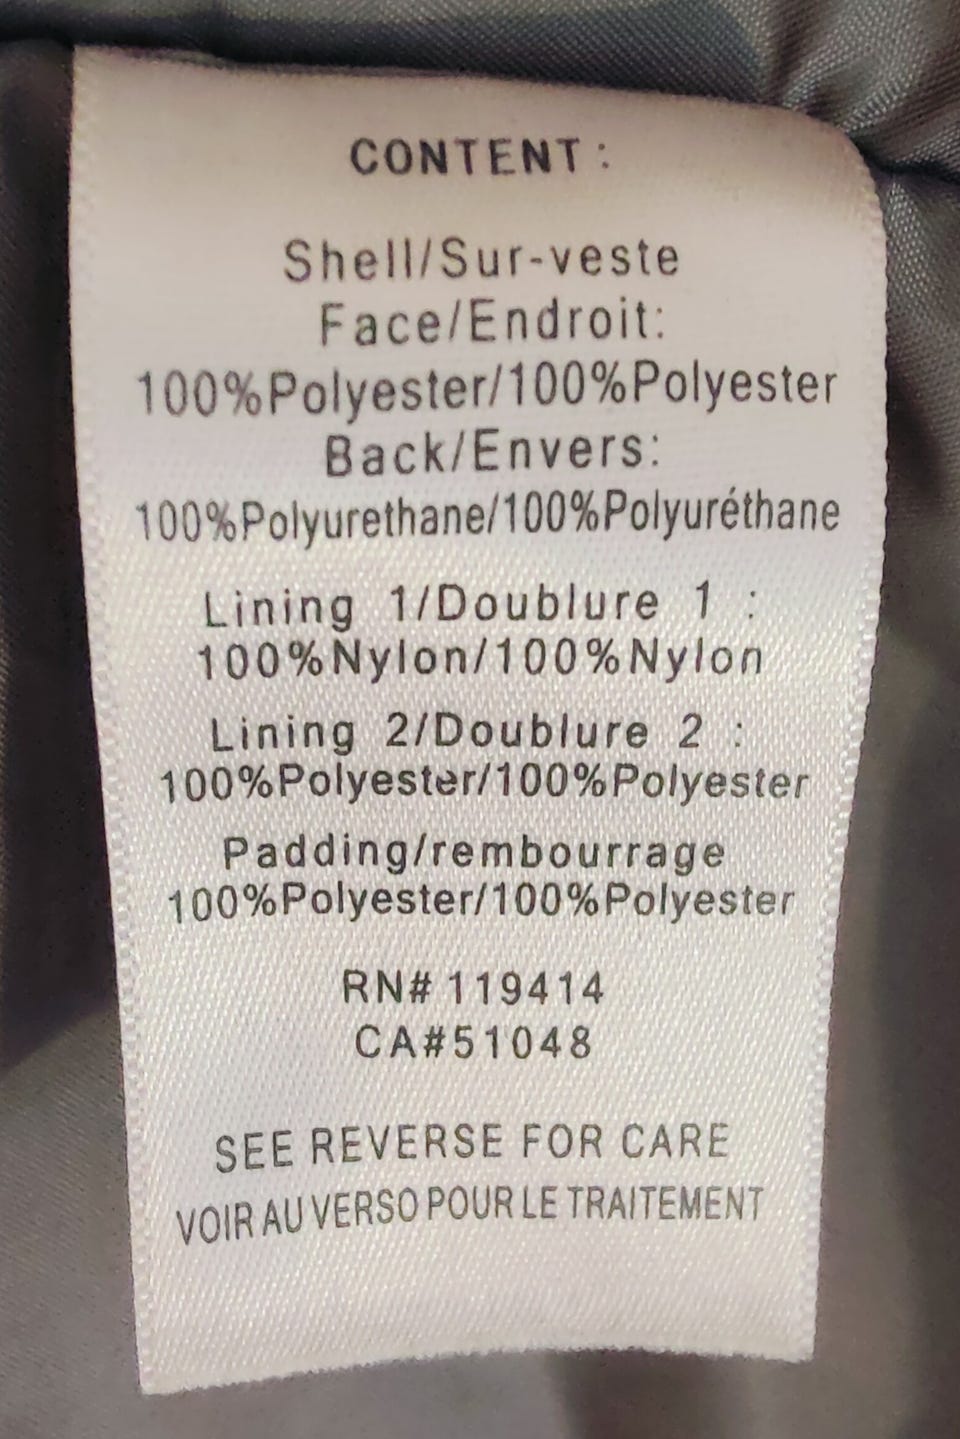 CONTENT :
Shell/Sur-veste
Face/Endroit:
100%Polyester/100%Polyester
Back/Envers:
100%Polyurethane/100%Polyuréthane
Lining 1/Doublure 1 :
100%Nylon/100%Nylon
Lining 2/Doublure 2 :
100%Polyester/100%Polyester
Padding/rembourrage
100%Polyester/100%Polyester
RN# 119414
CA#51048
SEE REVERSE FOR CARE
VOIR AU VERSO POUR LE TRAITEMENT